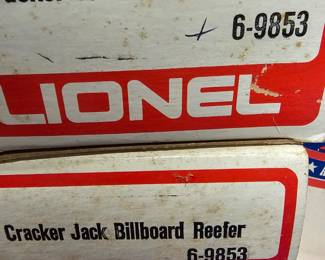 6-9853
LIONEL
Cracker Jack Billboard Reefer
6-9853